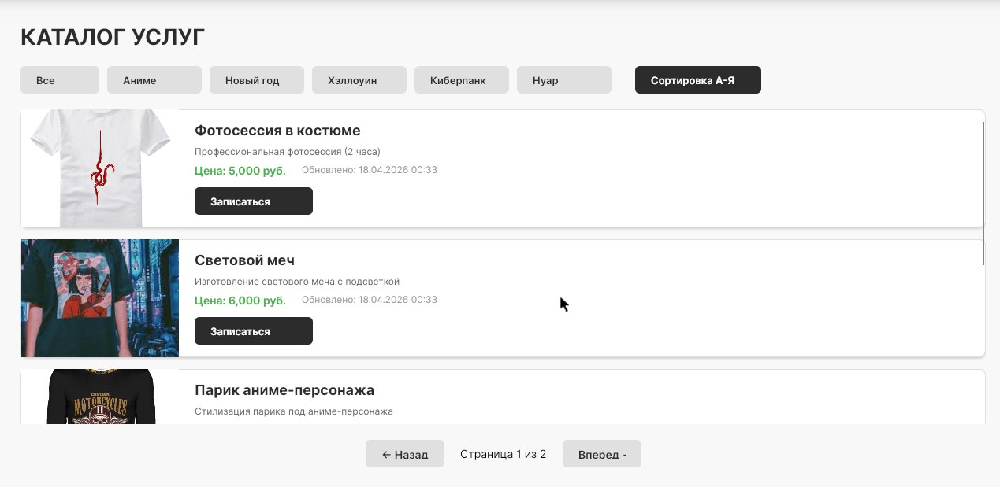 КАТАЛОГ УСЛУГ
Все Аниме Новый год Хэллоуин Киберпанк Нуар Сортировка А-Я
Фотосессия в костюме
Профессиональная фотосессия (2 часа)
Цена: 5,000 руб. Обновлено: 18.04.2026 00:33
Записаться
Световой меч
Изготовление светового меча с подсветкой
Цена: 6,000 руб. Обновлено: 18.04.2026 00:33
Записаться
CUSTOM
MOTORCYCLES
Парик аниме-персонажа
Стилизация парика под аниме-персонажа
← Назад Страница 1 из 2 Вперед -